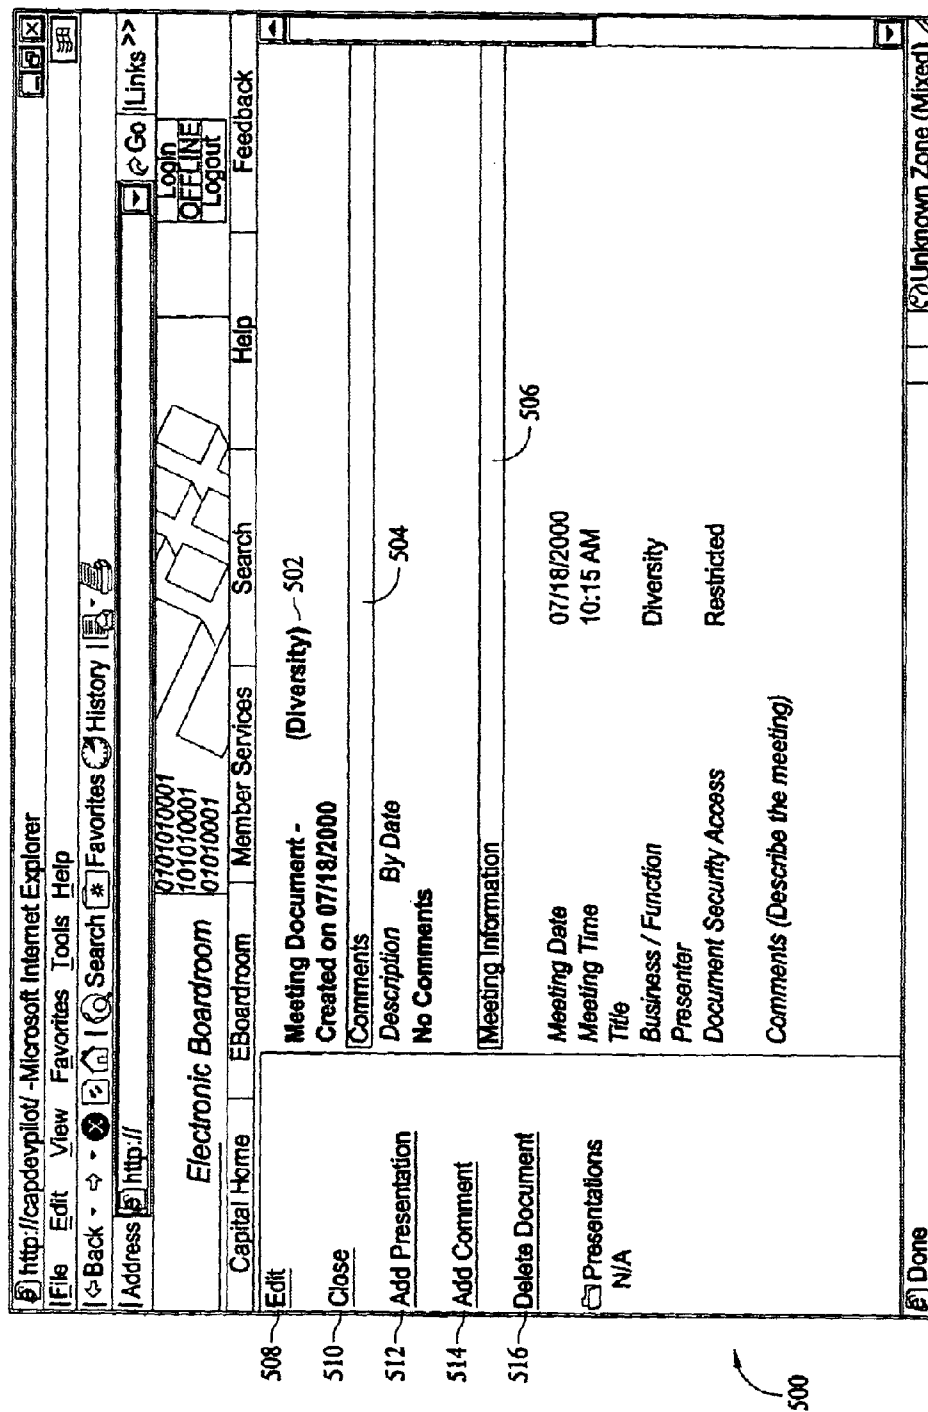 http://capdevpilot/ -Microsoft Internet Explorer
File Edit View Favorites Tools Help
Back Search Favorites History
Address http:// Go Links >>
Electronic Boardroom
0101010001
101010001
01010001
Login
OFFLINE
Logout
Capital Home EBoardroom Member Services Search Help Feedback
508 Edit
510 Close
512 Add Presentation
514 Add Comment
516 Delete Document
Presentations
N/A
Meeting Document - (Diversity) 502
Created on 07/18/2000
Comments 504
Description By Date
No Comments
Meeting Information 506
Meeting Date 07/18/2000
Meeting Time 10:15 AM
Title
Business / Function Diversity
Presenter
Document Security Access Restricted
Comments (Describe the meeting)
Done Unknown Zone (Mixed)
500